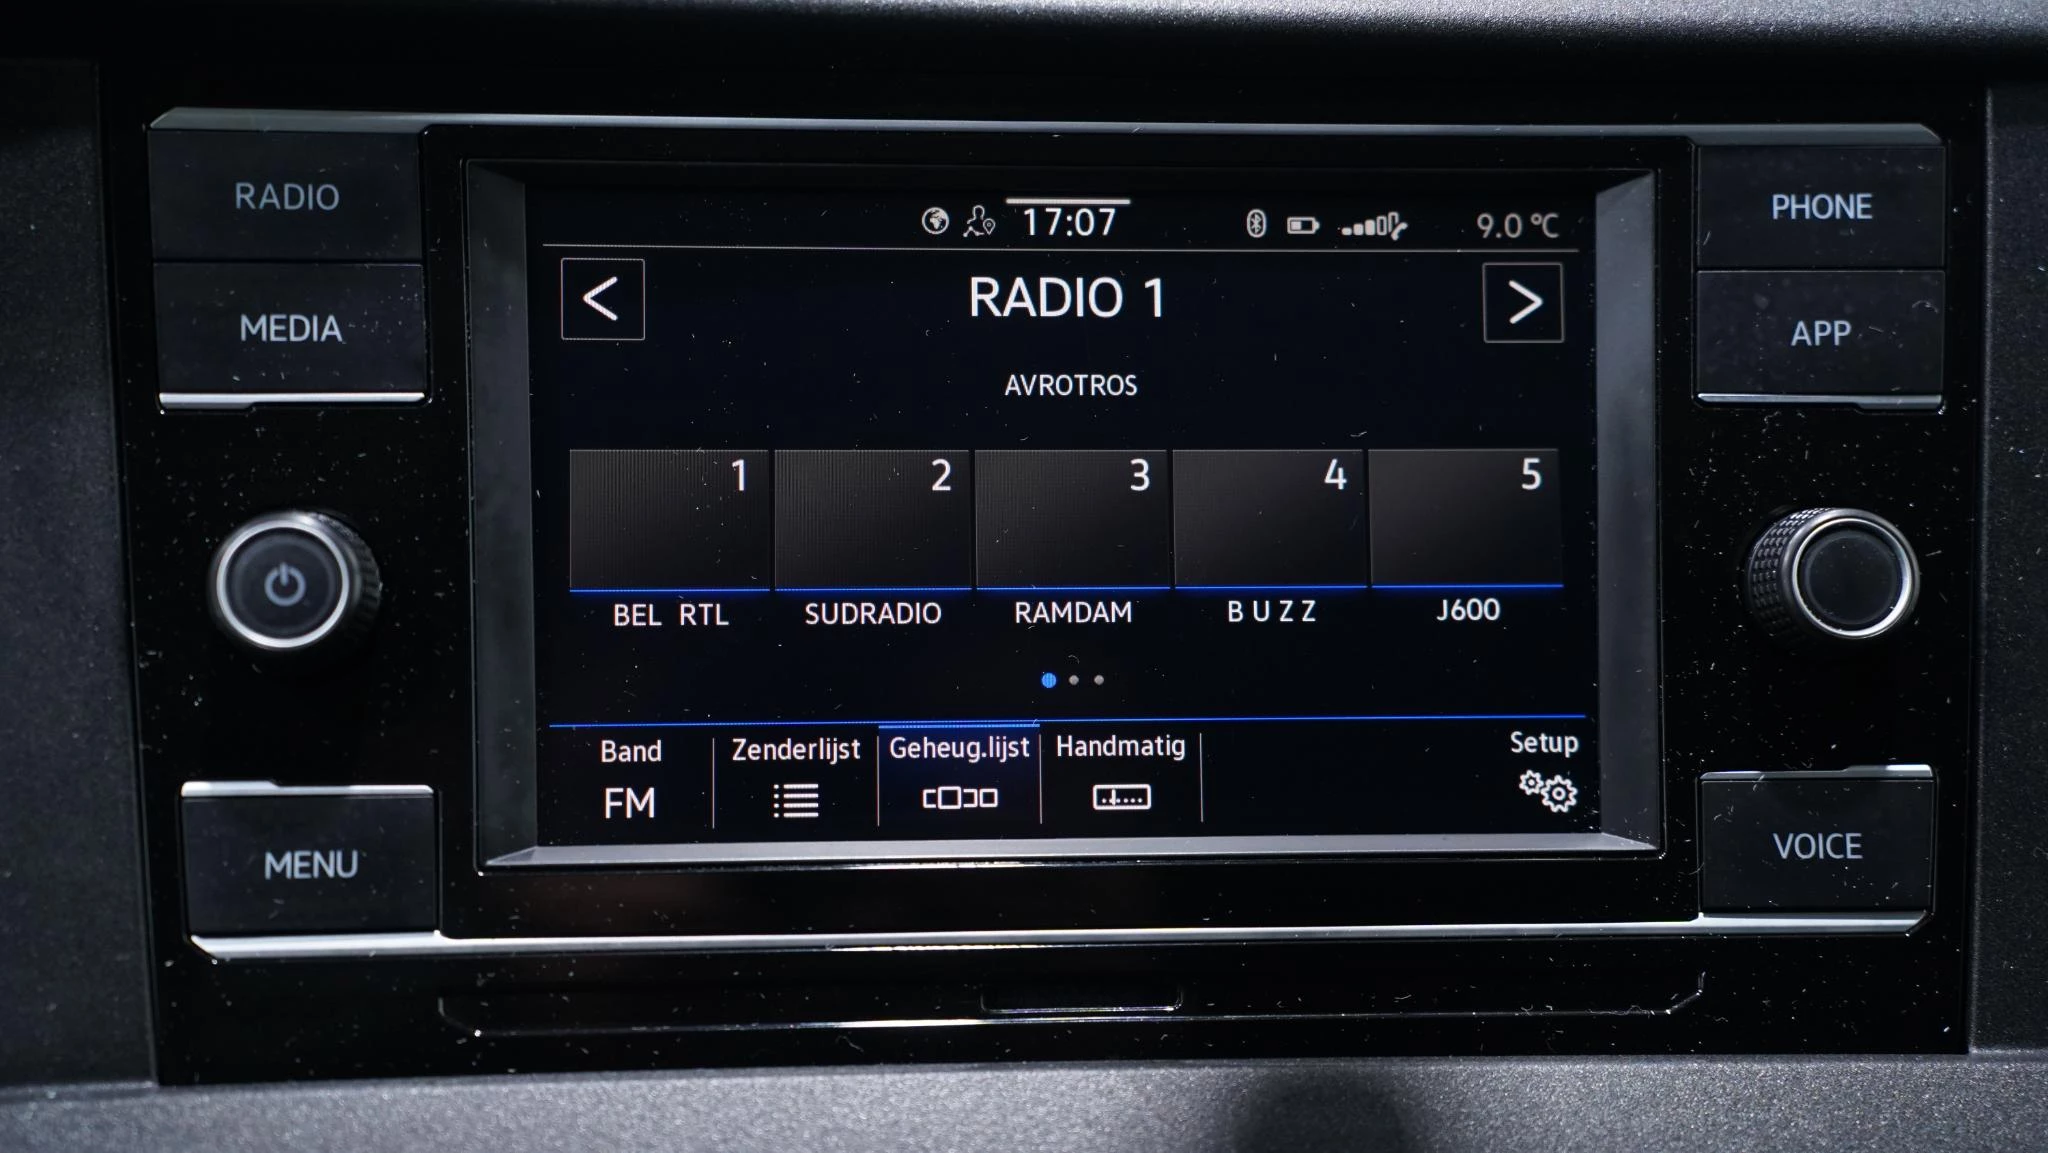 RADIO
MEDIA
MENU
17:07
9.0 °C
<
RADIO 1
>
AVROTROS
1 2 3 4 5
BEL RTL SUDRADIO RAMDAM B U Z Z J600
Band Zenderlijst Geheug.lijst Handmatig Setup
FM
PHONE
APP
VOICE